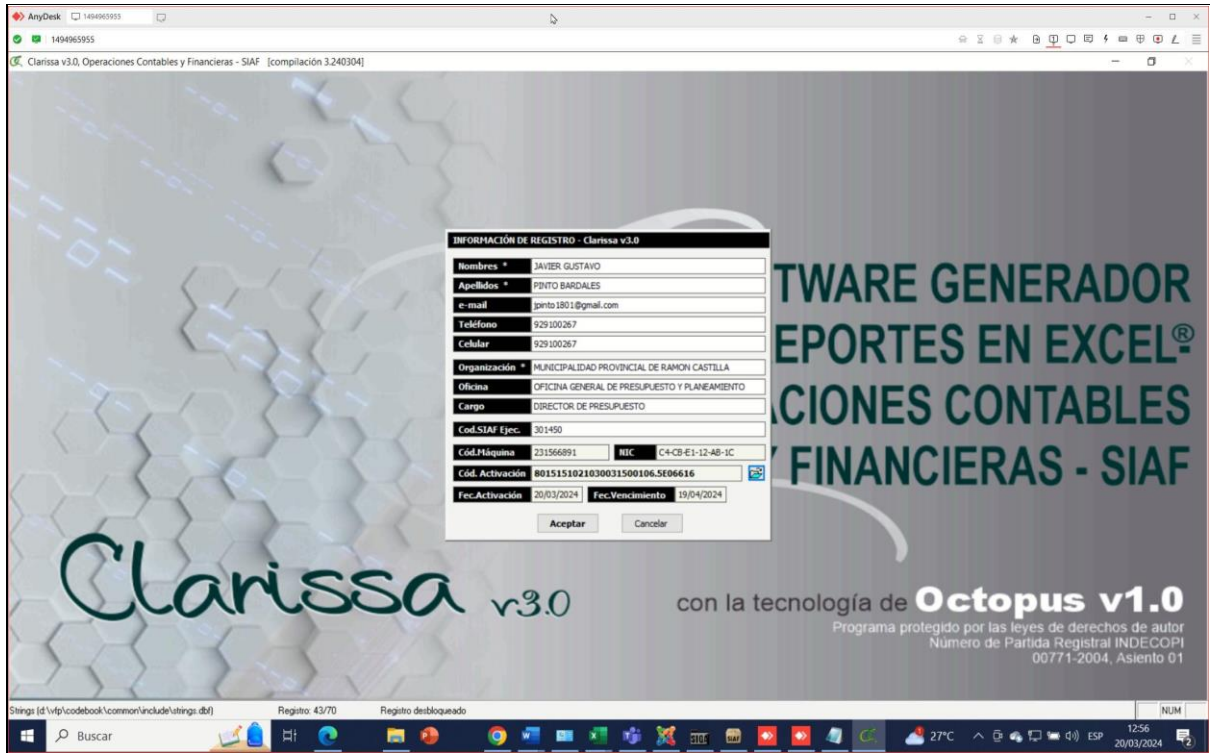 AnyDesk 1494965955
1494965955
Clarissa v3.0, Operaciones Contables y Financieras - SIAF [compilación 3.240304]
INFORMACIÓN DE REGISTRO - Clarissa v3.0
Nombres * JAVIER GUSTAVO
Apellidos * PINTO BARDALES
e-mail jpinto1801@gmail.com
Teléfono 929100267
Celular 929100267
Organización * MUNICIPALIDAD PROVINCIAL DE RAMON CASTILLA
Oficina OFICINA GENERAL DE PRESUPUESTO Y PLANEAMIENTO
Cargo DIRECTOR DE PRESUPUESTO
Cod.SIAF Ejec. 301450
Cód.Máquina 231566891 NIC C4-CB-E1-12-AB-1C
Cód. Activación 8015151021030031500106.5E06616
Fec.Activación 20/03/2024 Fec.Vencimiento 19/04/2024
Aceptar Cancelar
TWARE GENERADOR
EPORTES EN EXCEL®
CIONES CONTABLES
Y FINANCIERAS - SIAF
Clarissa v3.0
con la tecnología de Octopus v1.0
Programa protegido por las leyes de derechos de autor
Número de Partida Registral INDECOPI
00771-2004, Asiento 01
Strings (d:\vfp\codebook\common\include\strings.dbf) Registro: 43/70 Registro desbloqueado NUM
Buscar 27°C ESP 12:56
20/03/2024 2